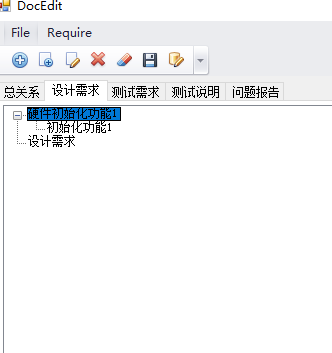 DocEdit
File Require
总关系 设计需求 测试需求 测试说明 问题报告
硬件初始化功能1
初始化功能1
设计需求